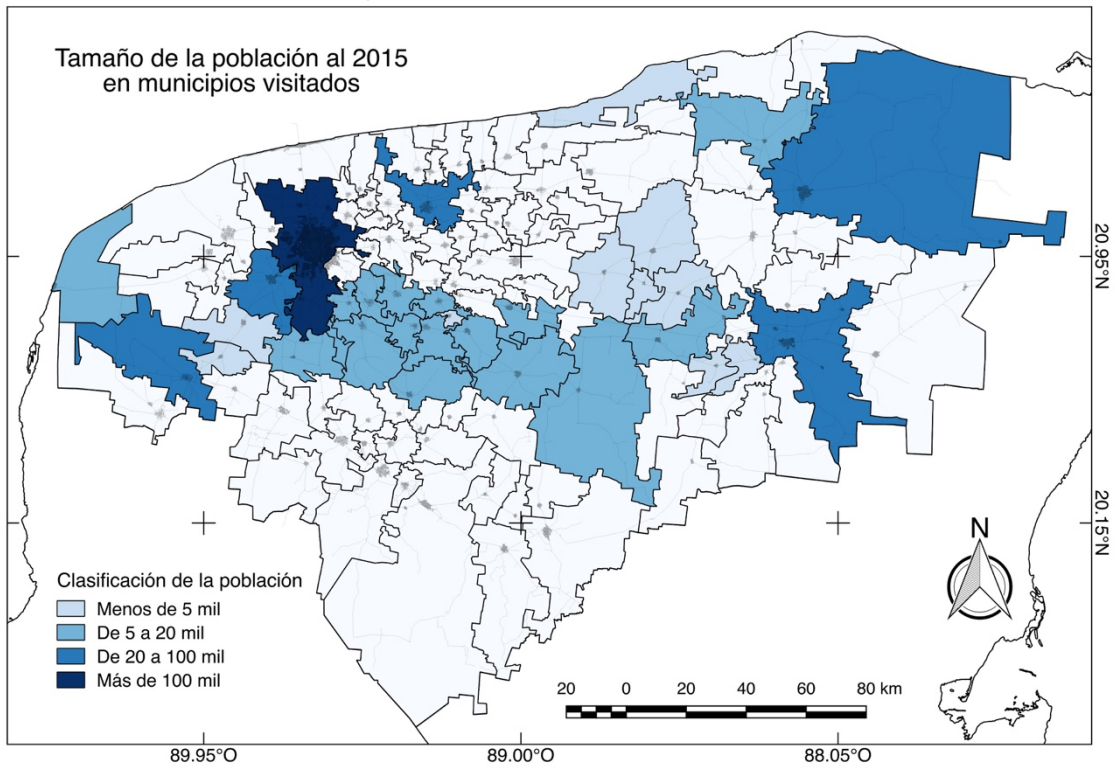 Tamaño de la población al 2015
en municipios visitados
20.95°N
20.15°N
N
Clasificación de la población
Menos de 5 mil
De 5 a 20 mil
De 20 a 100 mil
Más de 100 mil
20 0 20 40 60 80 km
89.95°O 89.00°O 88.05°O